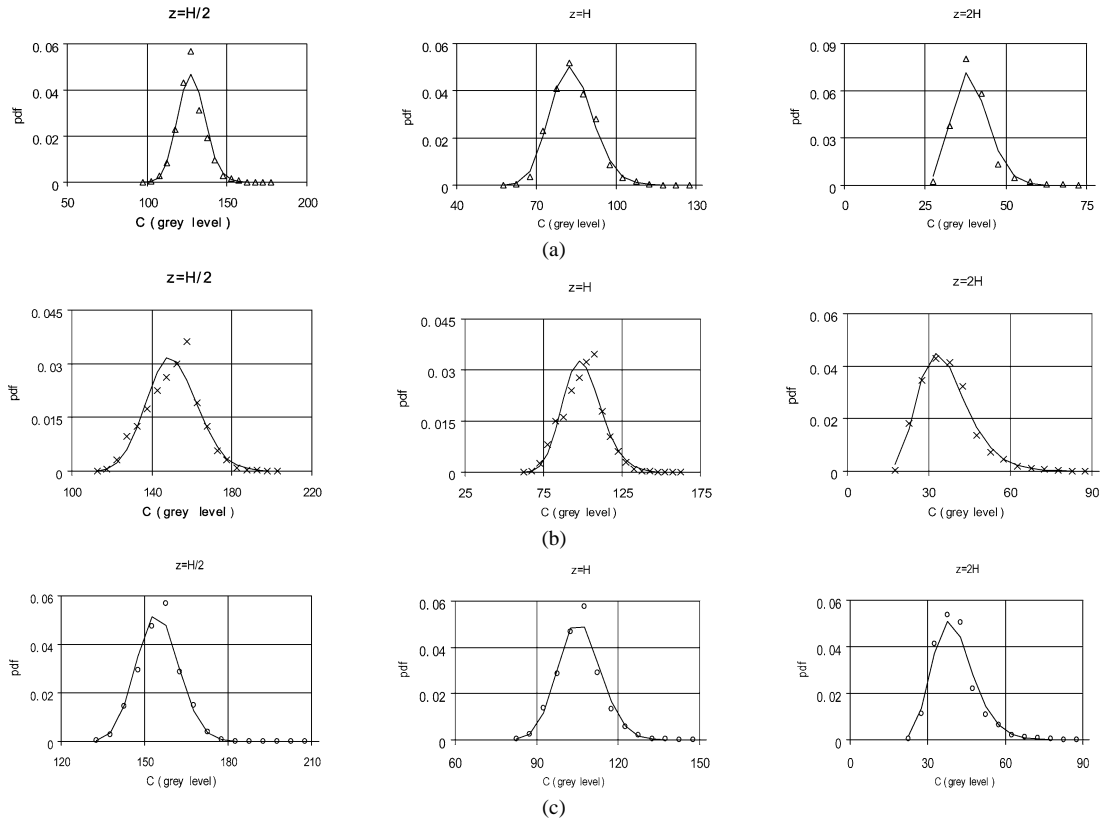 z=H/2
pdf
0.06
0.04
0.02
0
50
100
150
200
C (grey level)
z=H
pdf
0.06
0.04
0.02
0
40
70
100
130
C (grey level)
z=2H
pdf
0.09
0.06
0.03
0
0
25
50
75
C (grey level)
(a)
z=H/2
pdf
0.045
0.03
0.015
0
100
140
180
220
C (grey level)
z=H
pdf
0.045
0.03
0.015
0
25
75
125
175
C (grey level)
z=2H
pdf
0.06
0.04
0.02
0
0
30
60
90
C (grey level)
(b)
z=H/2
pdf
0.06
0.04
0.02
0
120
150
180
210
C (grey level)
z=H
pdf
0.06
0.04
0.02
0
60
90
120
150
C (grey level)
z=2H
pdf
0.06
0.04
0.02
0
0
30
60
90
C (grey level)
(c)